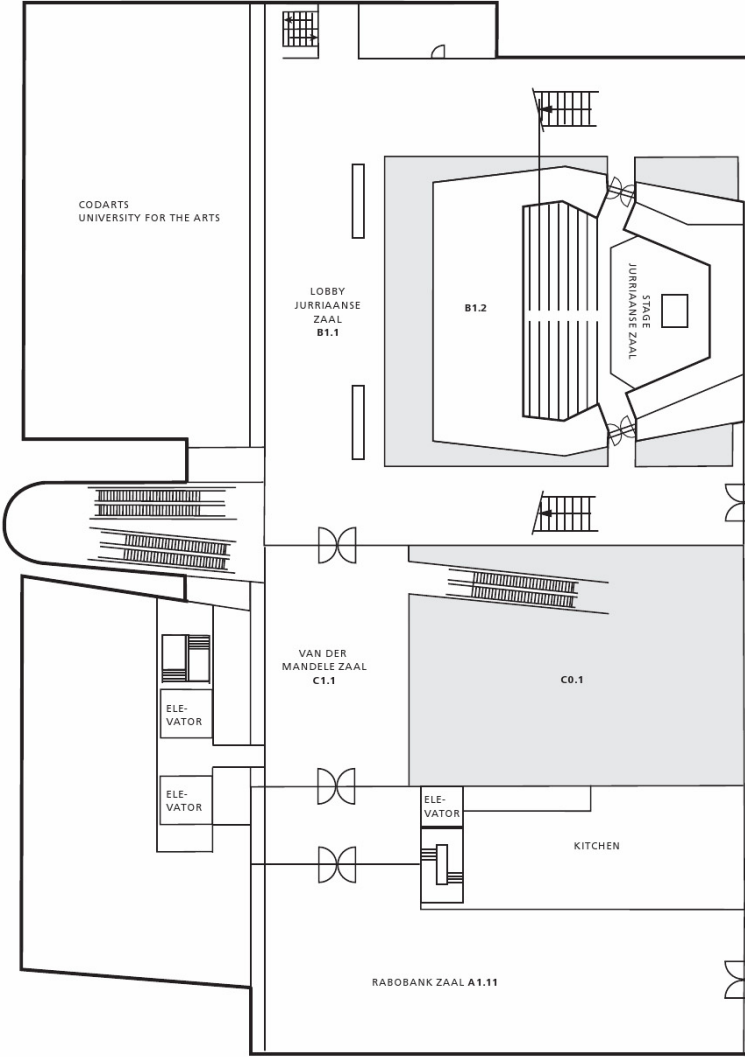 CODARTS
UNIVERSITY FOR THE ARTS
LOBBY
JURRIAANSE
ZAAL
B1.1
B1.2
STAGE
JURRIAANSE ZAAL
VAN DER
MANDELE ZAAL
C1.1
C0.1
ELE-
VATOR
ELE-
VATOR
ELE-
VATOR
KITCHEN
RABOBANK ZAAL A1.11